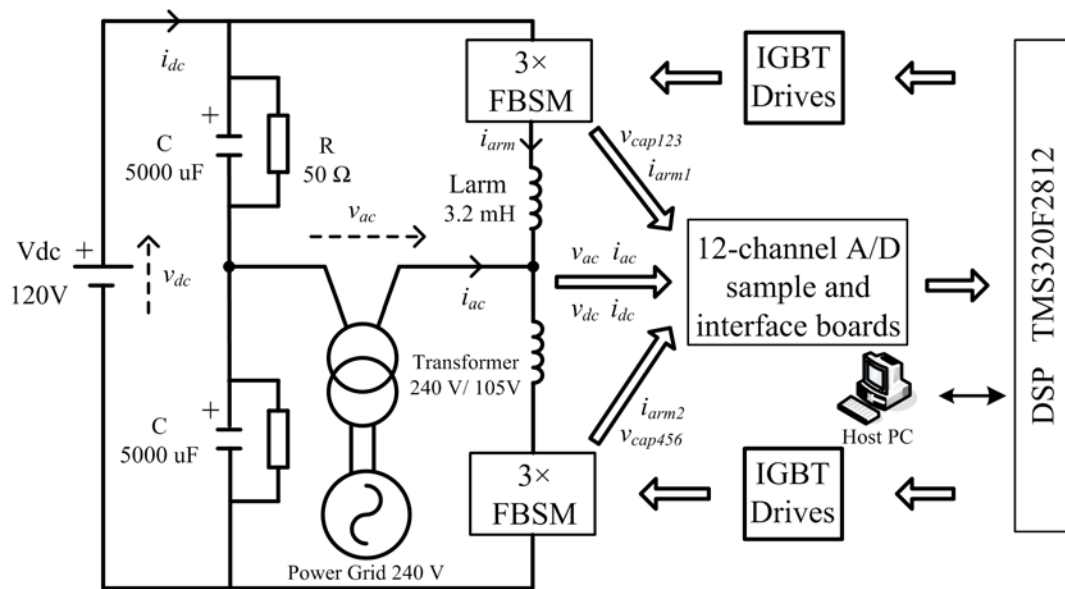 i_dc
3×
FBSM
IGBT
Drives
+
C
5000 uF
R
50 Ω
i_arm
v_cap123
i_arm1
Larm
3.2 mH
v_ac
Vdc
+
120V
v_dc
i_ac
v_ac i_ac
v_dc i_dc
12-channel A/D
sample and
interface boards
DSP TMS320F2812
Transformer
240 V/ 105V
+
C
5000 uF
i_arm2
v_cap456
Host PC
3×
FBSM
IGBT
Drives
Power Grid 240 V